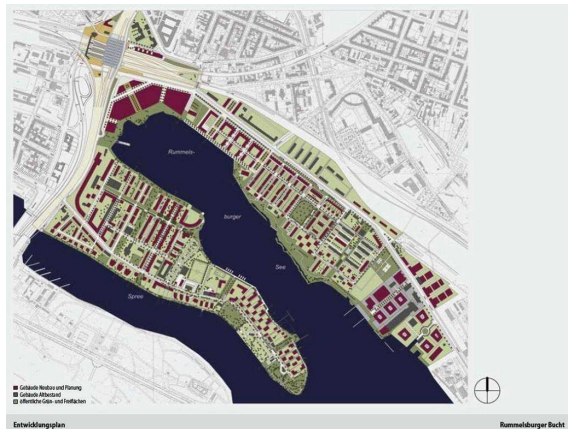 Rummels-
burger
See
Spree
Gebäude Neubau und Planung
Gebäude Altbestand
öffentliche Grün- und Freiflächen
Entwicklungsplan
Rummelsburger Bucht